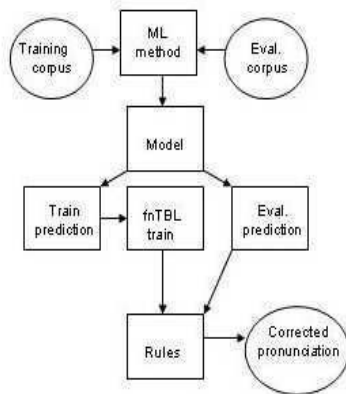 Training
corpus
ML
method
Eval.
corpus
Model
Train
prediction
fnTBL
train
Eval.
prediction
Rules
Corrected
pronunciation